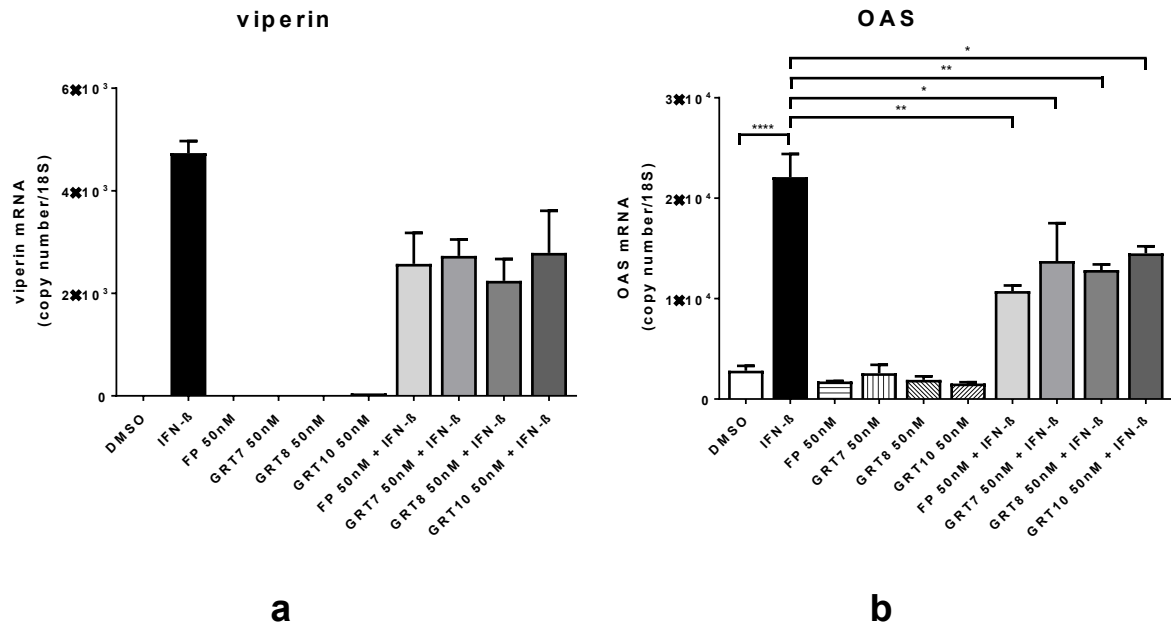 viperin
6✖10³
4✖10³
2✖10³
0
viperin mRNA
(copy number/18S)
DMSO
IFN-ß
FP 50nM
GRT7 50nM
GRT8 50nM
GRT10 50nM
FP 50nM + IFN-ß
GRT7 50nM + IFN-ß
GRT8 50nM + IFN-ß
GRT10 50nM + IFN-ß
a
OAS
*
**
*
**
****
3✖10⁴
2✖10⁴
1✖10⁴
0
OAS mRNA
(copy number/18S)
DMSO
IFN-ß
FP 50nM
GRT7 50nM
GRT8 50nM
GRT10 50nM
FP 50nM + IFN-ß
GRT7 50nM + IFN-ß
GRT8 50nM + IFN-ß
GRT10 50nM + IFN-ß
b